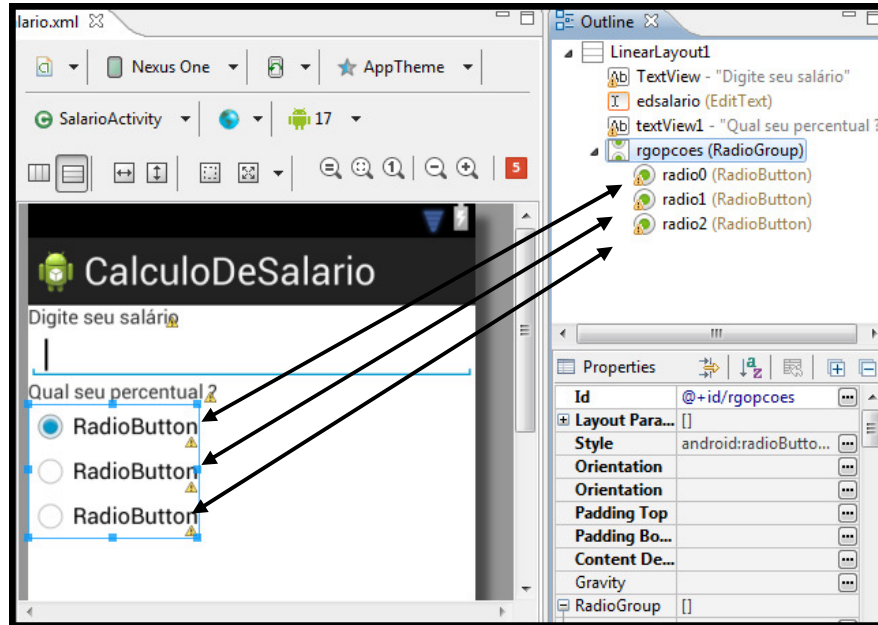 lario.xml
Nexus One
AppTheme
SalarioActivity
17
5
CalculoDeSalario
Digite seu salário
Qual seu percentual ?
RadioButton
RadioButton
RadioButton
Outline
LinearLayout1
Ab TextView - "Digite seu salário"
I edsalario (EditText)
Ab textView1 - "Qual seu percentual ?
rgopcoes (RadioGroup)
radio0 (RadioButton)
radio1 (RadioButton)
radio2 (RadioButton)
Properties
Id @+id/rgopcoes
Layout Para... []
Style android:radioButto...
Orientation
Orientation
Padding Top
Padding Bo...
Content De...
Gravity
RadioGroup []